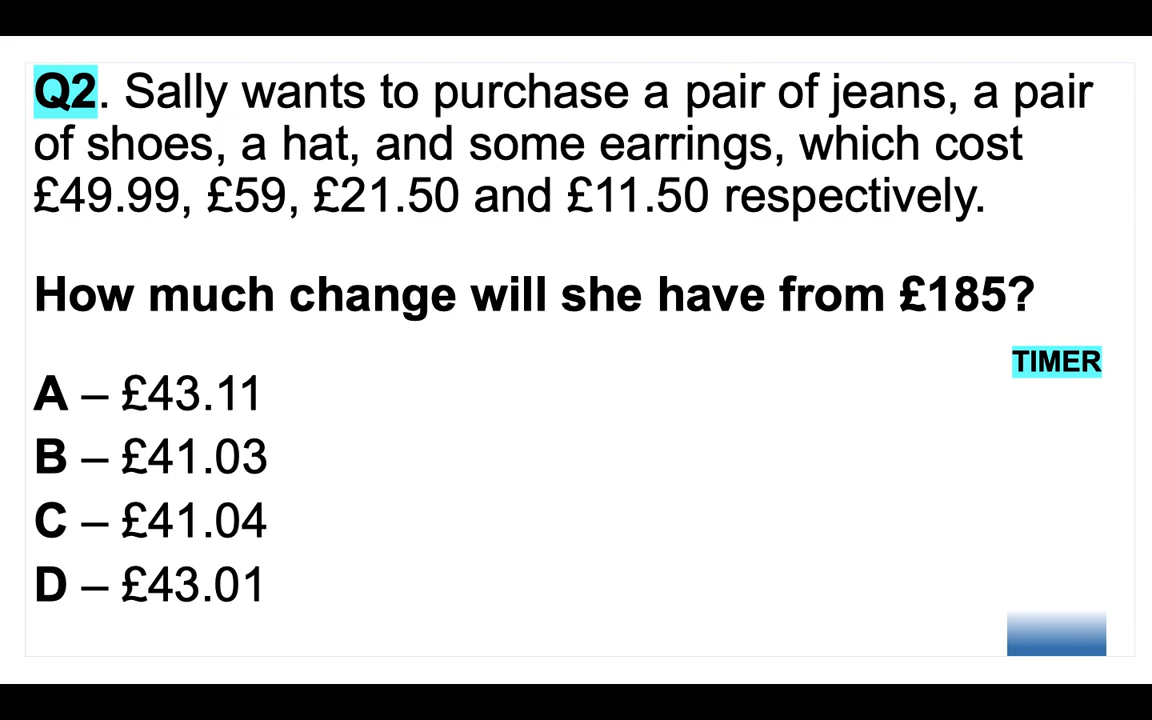 Q2. Sally wants to purchase a pair of jeans, a pair
of shoes, a hat, and some earrings, which cost
£49.99, £59, £21.50 and £11.50 respectively.
How much change will she have from £185?
TIMER
A – £43.11
B – £41.03
C – £41.04
D – £43.01